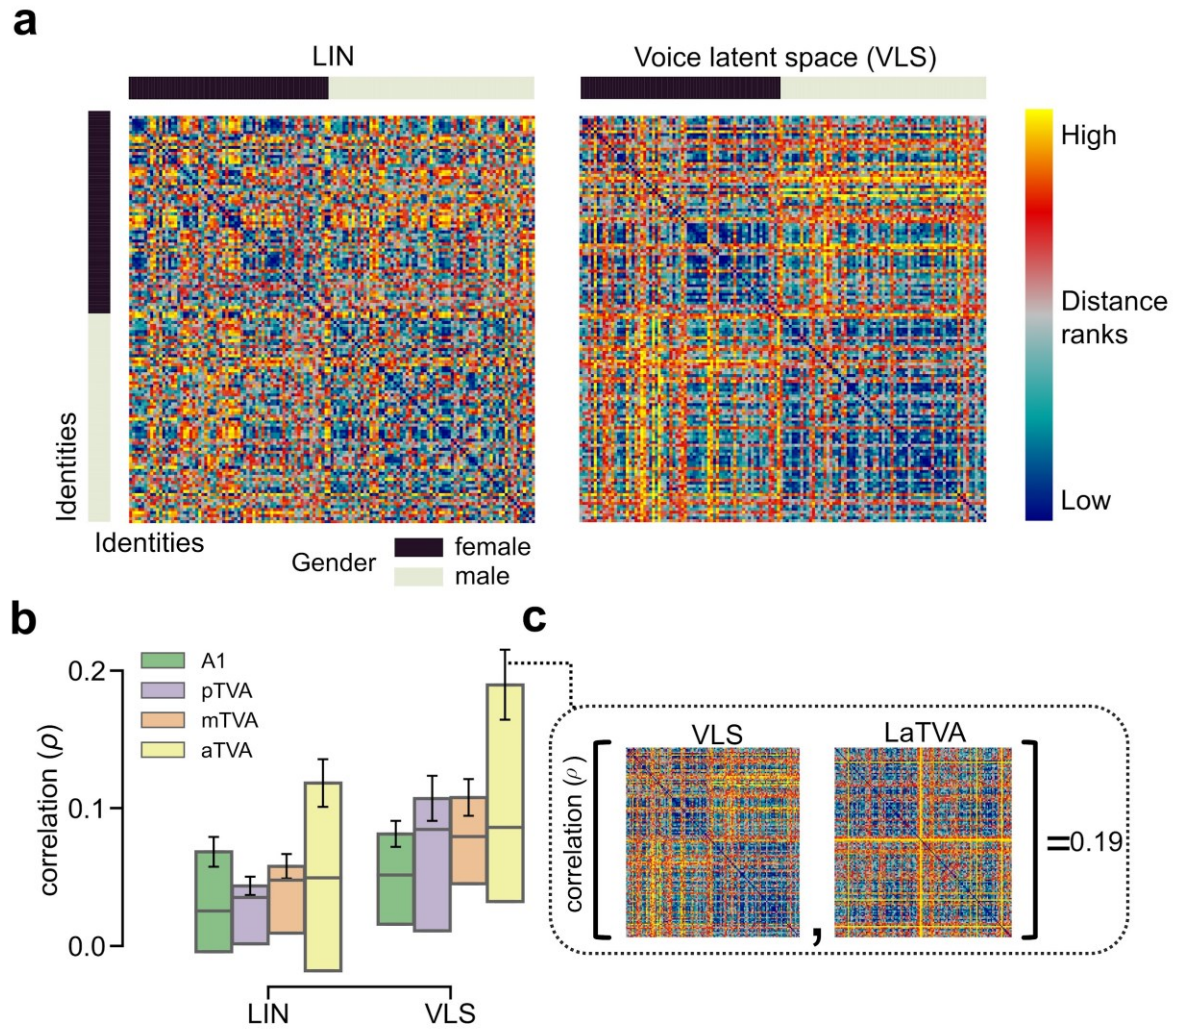 a
LIN
Voice latent space (VLS)
High
Distance
ranks
Low
Identities
Identities
Gender
female
male
b
c
0.2
0.1
0.0
correlation (ρ)
A1
pTVA
mTVA
aTVA
LIN
VLS
correlation (ρ)
VLS
LaTVA
[ , ]
=0.19